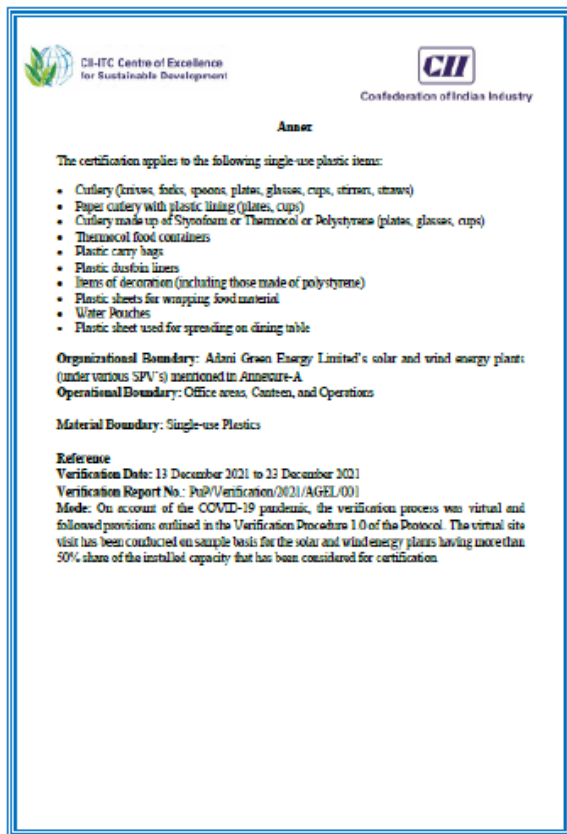 CII-ITC Centre of Excellence
for Sustainable Development
CII
Confederation of Indian Industry
Annex
The certification applies to the following single-use plastic items:
• Cutlery (knives, forks, spoons, plates, glasses, cups, stirrers, straws)
• Paper cutlery with plastic lining (plates, cups)
• Cutlery made up of Styrofoam or Thermocol or Polystyrene (plates, glasses, cups)
• Thermocol food containers
• Plastic carry bags
• Plastic dustbin liners
• Items of decoration (including those made of polystyrene)
• Plastic sheets for wrapping food material
• Water Pouches
• Plastic sheet used for spreading on dining table
Organizational Boundary: Adani Green Energy Limited's solar and wind energy plants
(under various SPV's) mentioned in Annexure-A
Operational Boundary: Office areas, Canteen, and Operations
Material Boundary: Single-use Plastics
Reference
Verification Date: 13 December 2021 to 23 December 2021
Verification Report No.: PuP/Verification/2021/AGEL/001
Mode: On account of the COVID-19 pandemic, the verification process was virtual and
followed provisions outlined in the Verification Procedure 1.0 of the Protocol. The virtual site
visit has been conducted on sample basis for the solar and wind energy plants having more than
50% share of the installed capacity that has been considered for certification